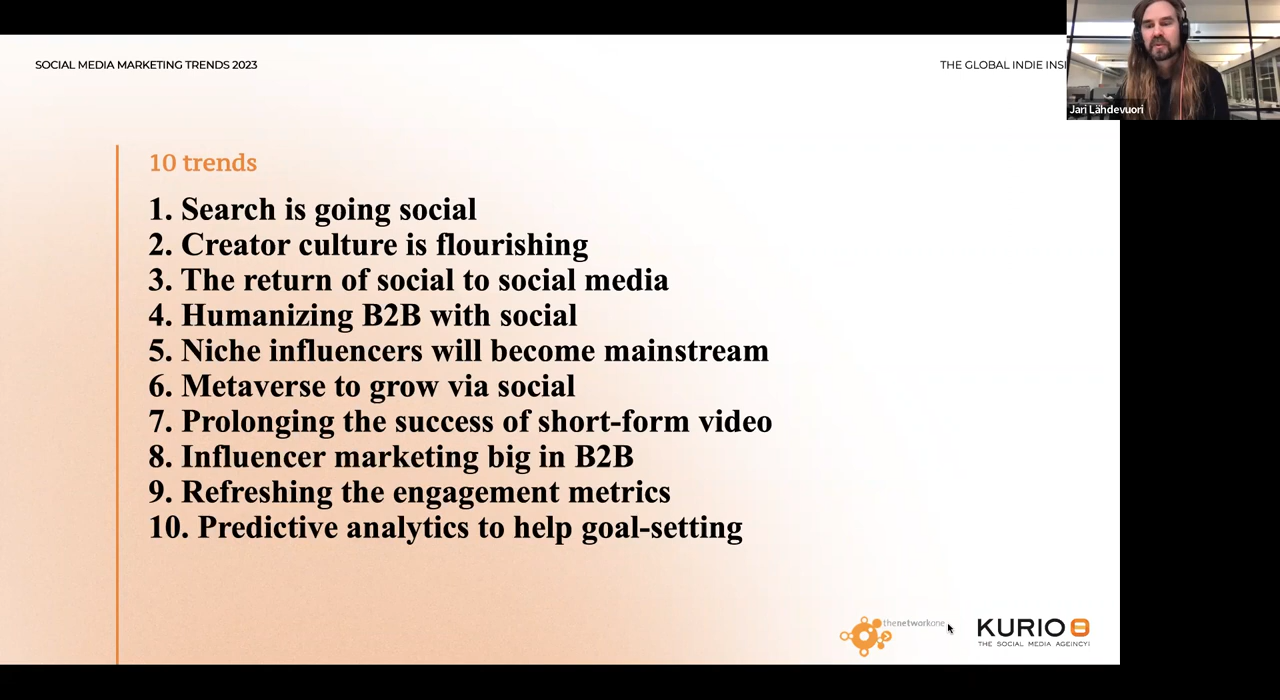 SOCIAL MEDIA MARKETING TRENDS 2023
THE GLOBAL INDIE
Jari Lähdevuori
10 trends
1. Search is going social
2. Creator culture is flourishing
3. The return of social to social media
4. Humanizing B2B with social
5. Niche influencers will become mainstream
6. Metaverse to grow via social
7. Prolonging the success of short-form video
8. Influencer marketing big in B2B
9. Refreshing the engagement metrics
10. Predictive analytics to help goal-setting
thenetworkone
KURIO
THE SOCIAL MEDIA AGENCY!